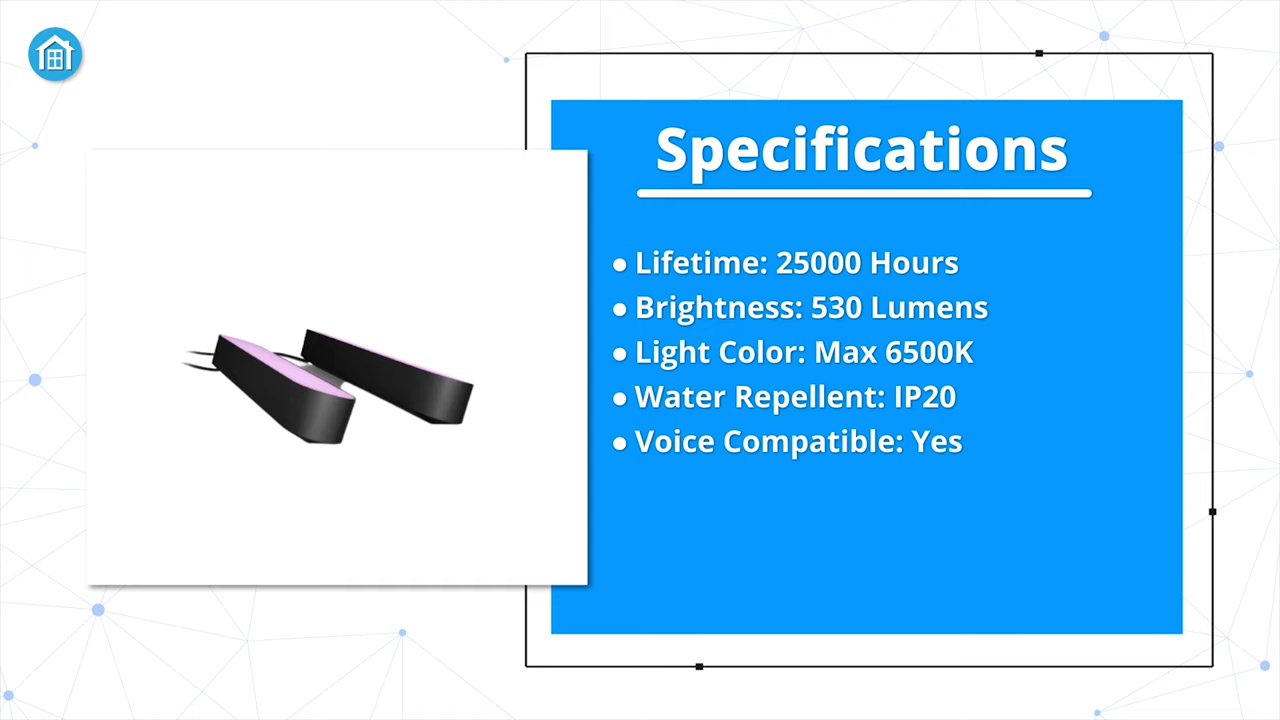 Specifications
● Lifetime: 25000 Hours
● Brightness: 530 Lumens
● Light Color: Max 6500K
● Water Repellent: IP20
● Voice Compatible: Yes